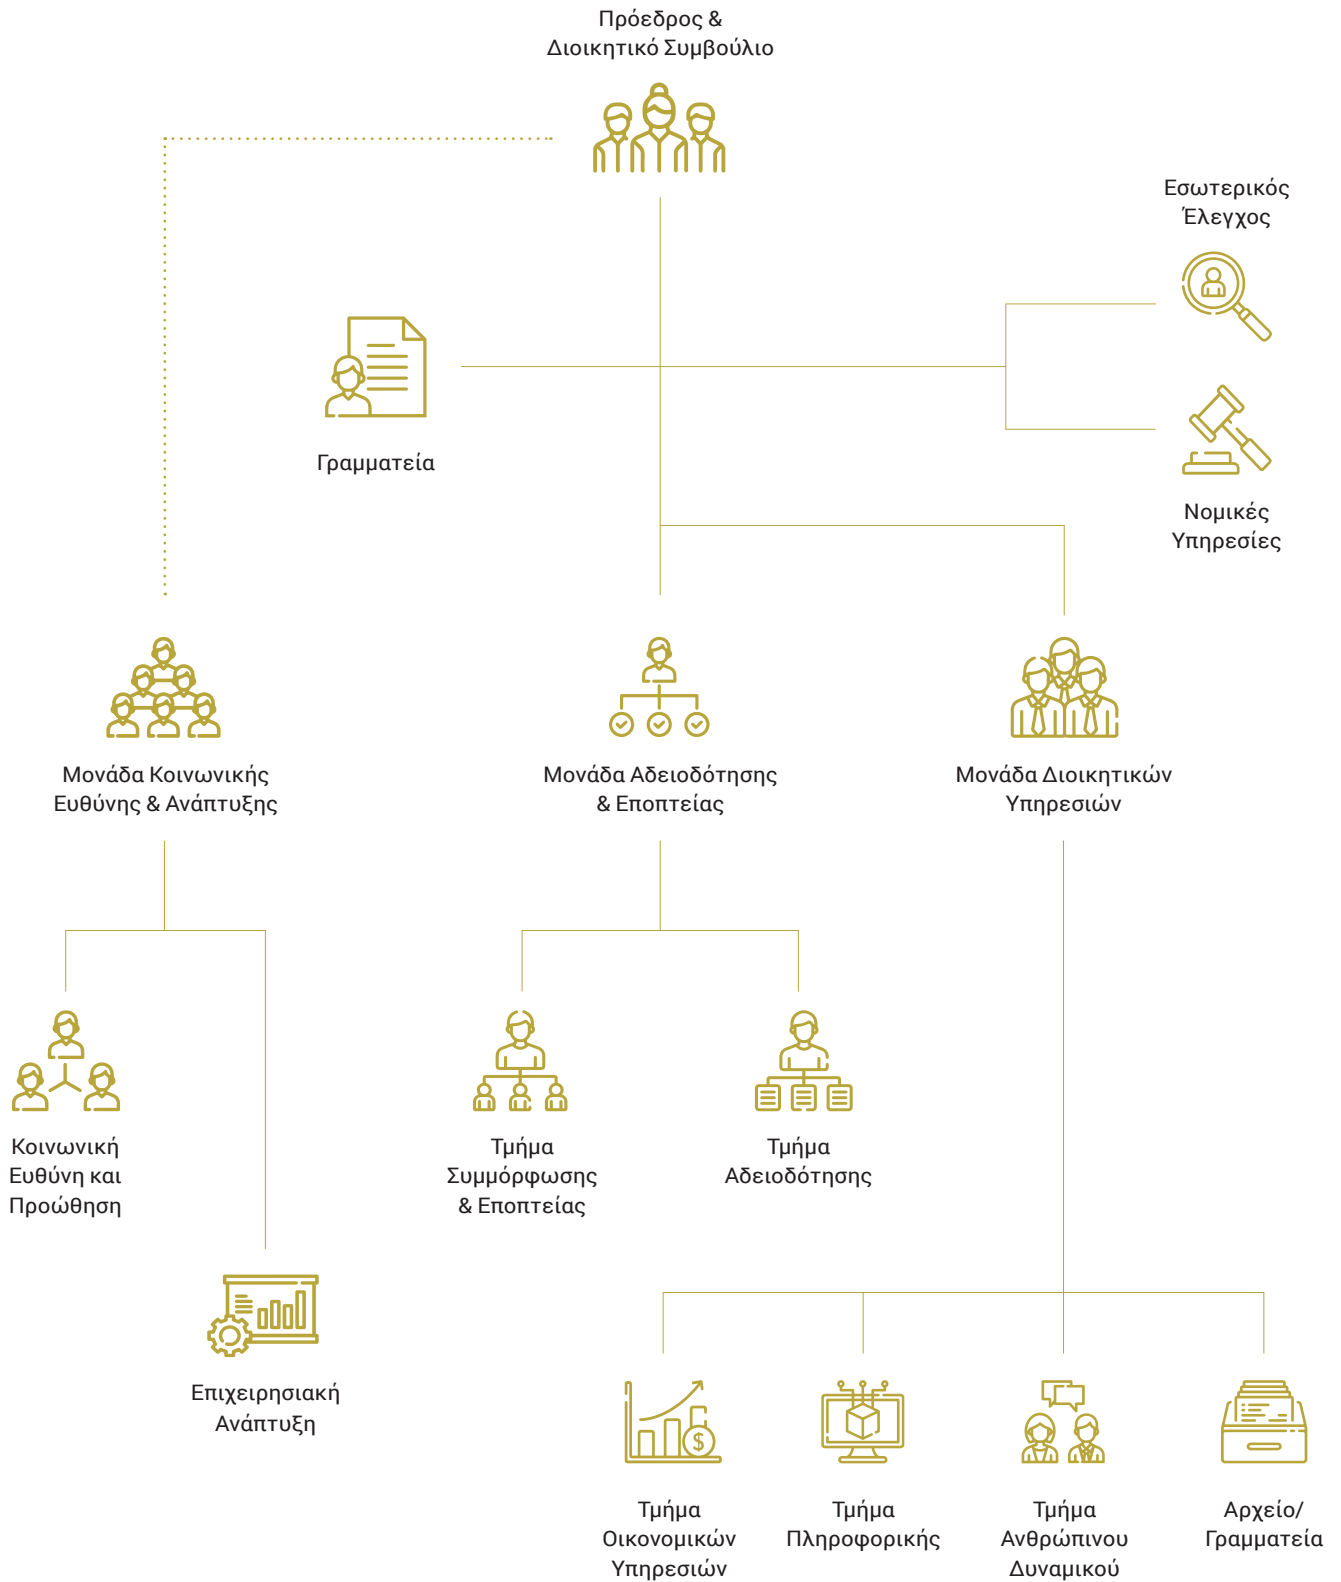 Πρόεδρος &
Διοικητικό Συμβούλιο
Εσωτερικός
Έλεγχος
Γραμματεία
Νομικές
Υπηρεσίες
Μονάδα Κοινωνικής
Ευθύνης & Ανάπτυξης
Μονάδα Αδειοδότησης
& Εποπτείας
Μονάδα Διοικητικών
Υπηρεσιών
Κοινωνική
Ευθύνη και
Προώθηση
Τμήμα
Συμμόρφωσης
& Εποπτείας
Τμήμα
Αδειοδότησης
Επιχειρησιακή
Ανάπτυξη
$
Τμήμα
Οικονομικών
Υπηρεσιών
Τμήμα
Πληροφορικής
Τμήμα
Ανθρώπινου
Δυναμικού
Αρχείο/
Γραμματεία